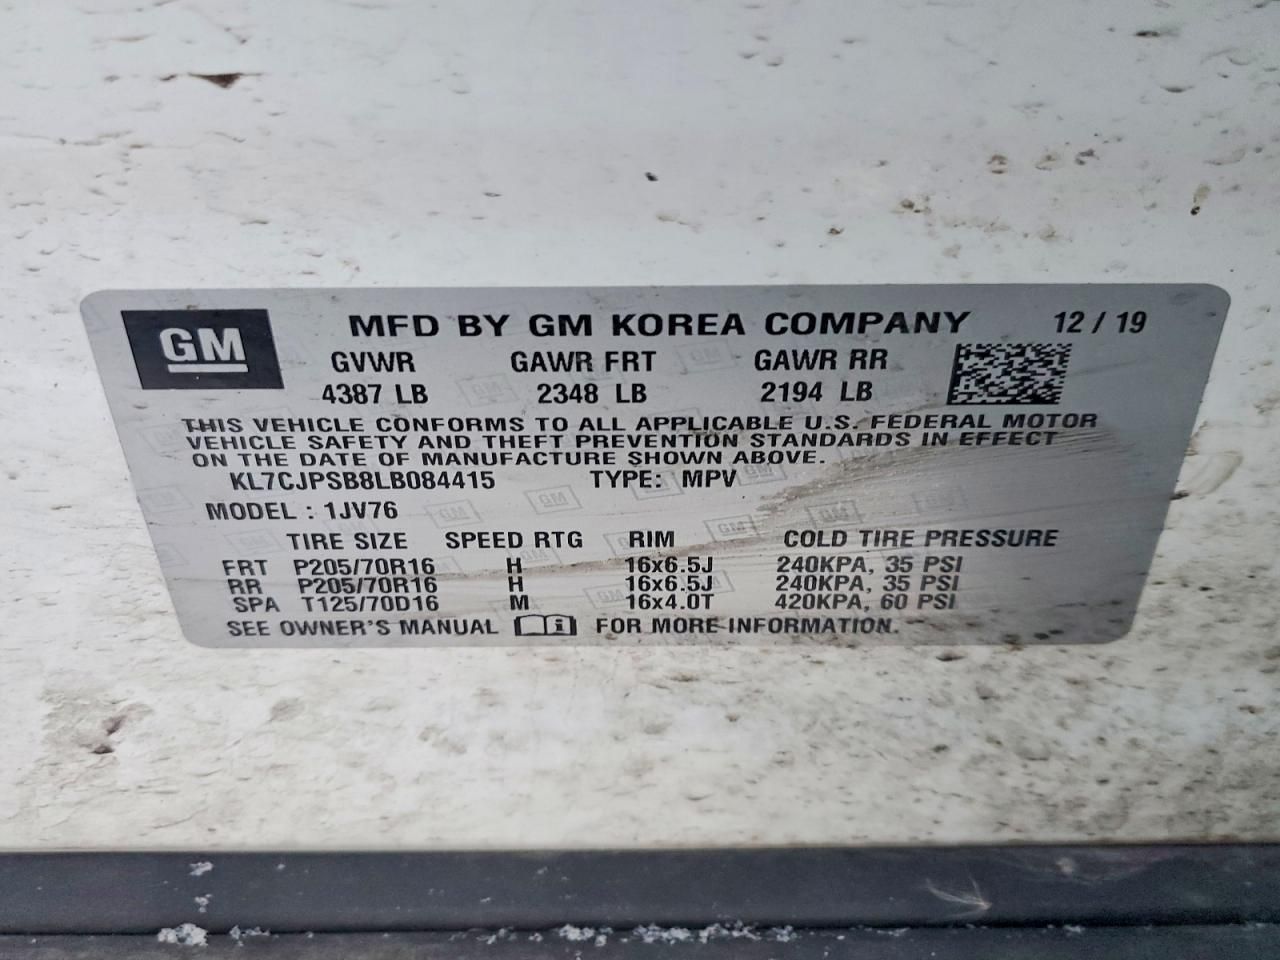 GM MFD BY GM KOREA COMPANY 12 / 19
GVWR GAWR FRT GAWR RR
4387 LB 2348 LB 2194 LB
THIS VEHICLE CONFORMS TO ALL APPLICABLE U.S. FEDERAL MOTOR
VEHICLE SAFETY AND THEFT PREVENTION STANDARDS IN EFFECT
ON THE DATE OF MANUFACTURE SHOWN ABOVE.
KL7CJPSB8LB084415 TYPE: MPV
MODEL : 1JV76
TIRE SIZE SPEED RTG RIM COLD TIRE PRESSURE
FRT P205/70R16 H 16x6.5J 240KPA, 35 PSI
RR P205/70R16 H 16x6.5J 240KPA, 35 PSI
SPA T125/70D16 M 16x4.0T 420KPA, 60 PSI
SEE OWNER'S MANUAL i FOR MORE INFORMATION.